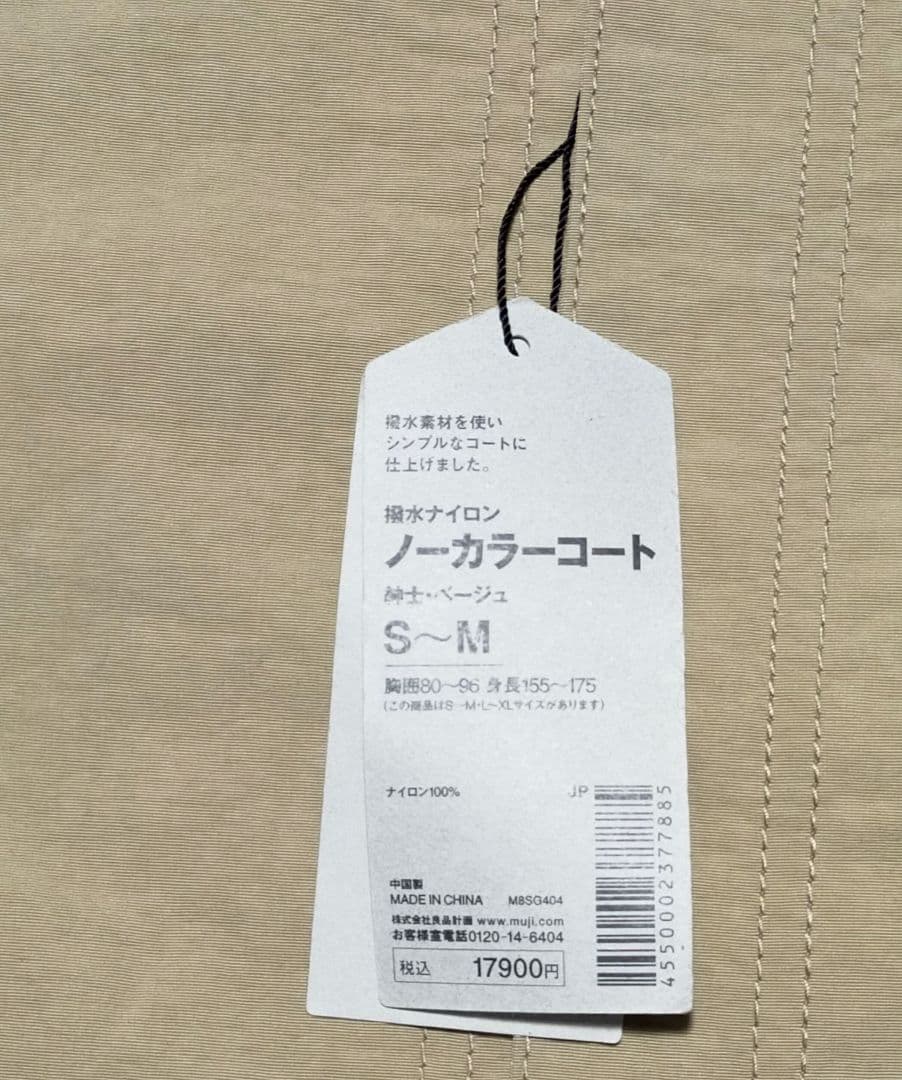 撥水素材を使い
シンプルなコートに
仕上げました。
撥水ナイロン
ノーカラーコート
紳士・ベージュ
S〜M
胸囲80〜96 身長155〜175
(この商品はS〜M・L〜XLサイズがあります)
ナイロン100%
JP
4550002377885
中国製
MADE IN CHINA M8SG404
株式会社良品計画 www.muji.com
お客様室電話0120-14-6404
税込 17900円